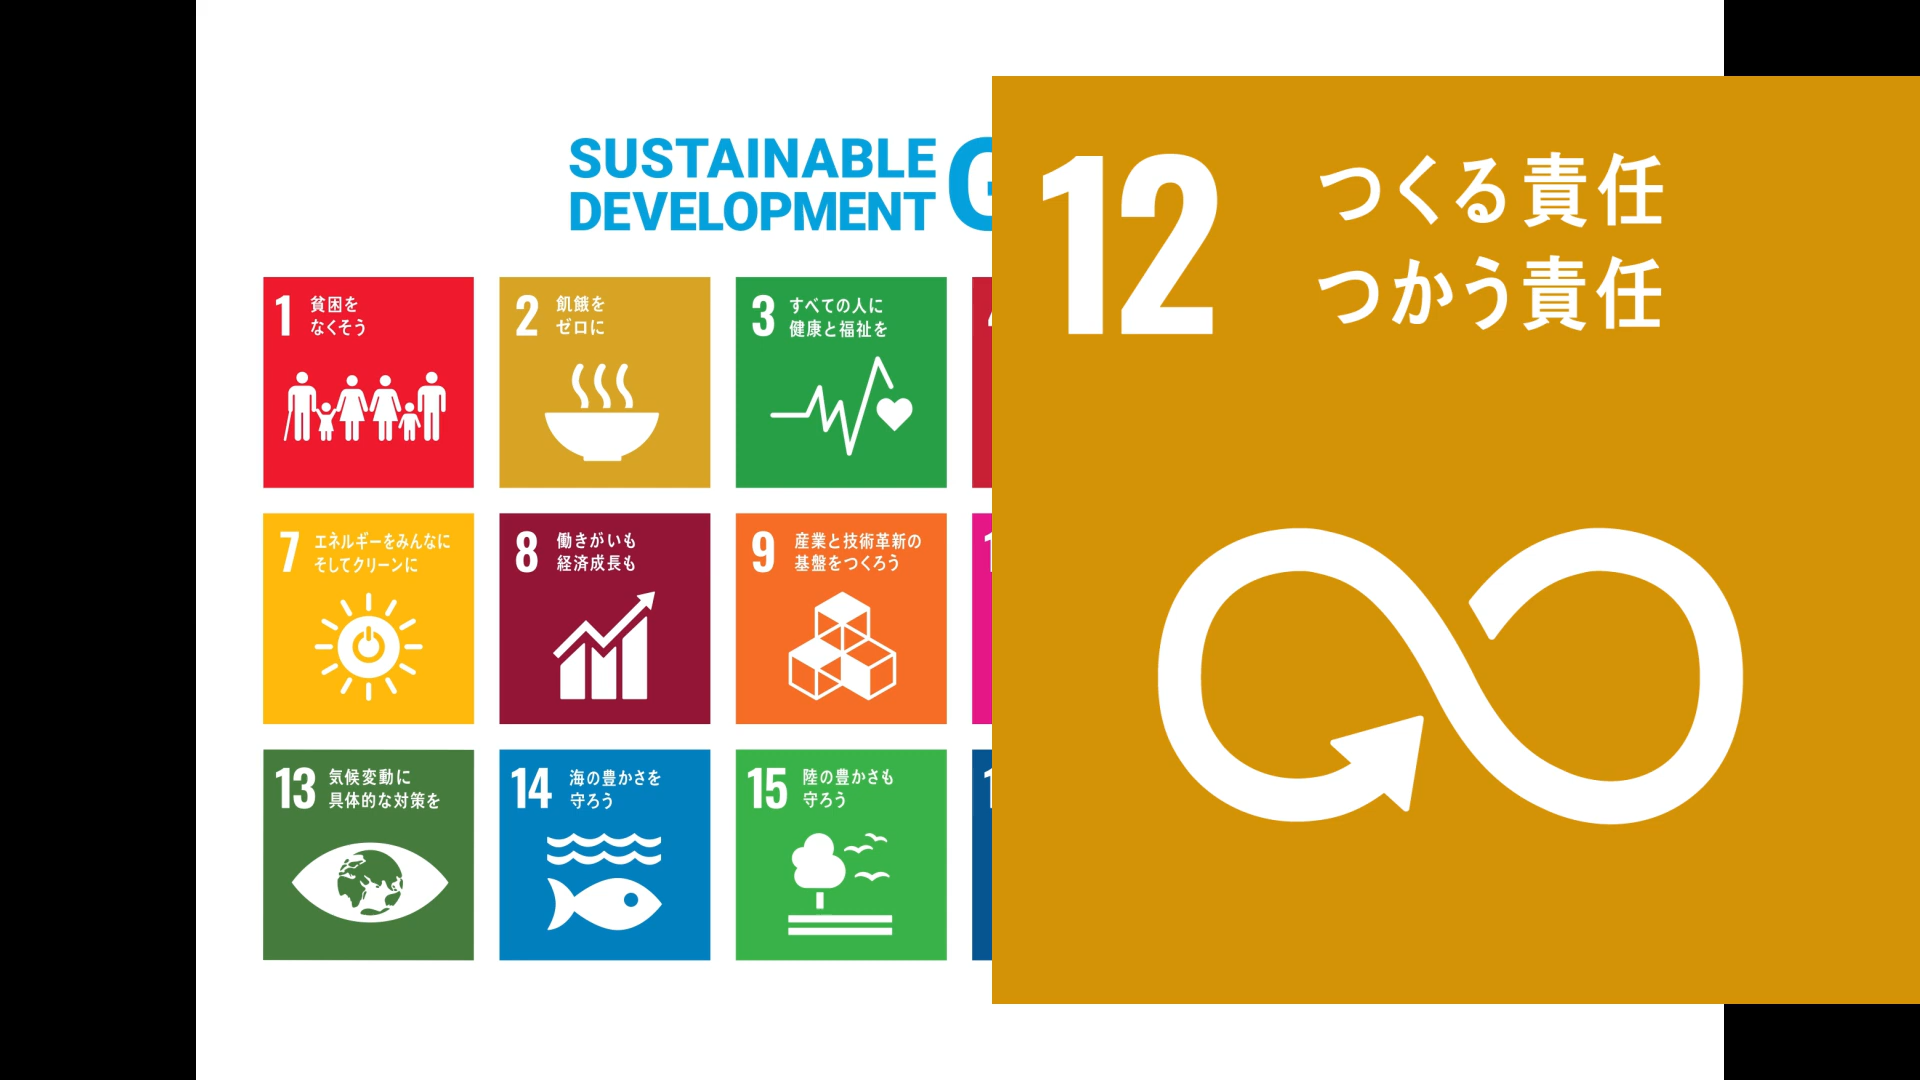 SUSTAINABLE
DEVELOPMENT
1 貧困を
なくそう
2 飢餓を
ゼロに
3 すべての人に
健康と福祉を
7 エネルギーをみんなに
そしてクリーンに
8 働きがいも
経済成長も
9 産業と技術革新の
基盤をつくろう
13 気候変動に
具体的な対策を
14 海の豊かさを
守ろう
15 陸の豊かさも
守ろう
12 つくる責任
つかう責任